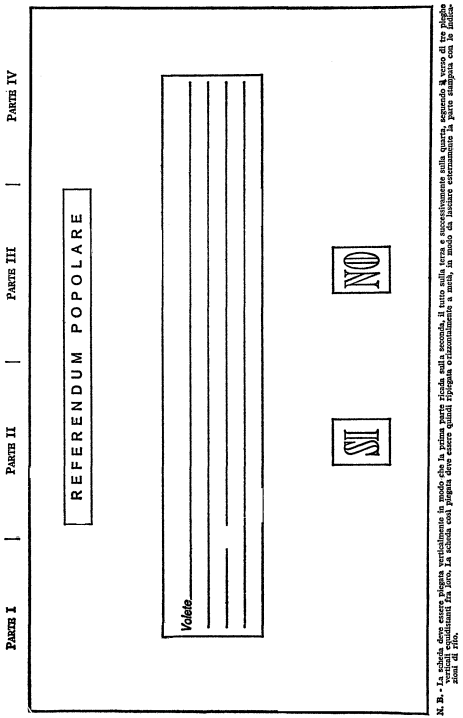 PARTE I | PARTE II | PARTE III | PARTE IV
REFERENDUM POPOLARE
Volete
SI NO
N. B. - La scheda deve essere piegata verticalmente in modo che la prima parte ricada sulla seconda, il tutto sulla terza e successivamente sulla quarta, seguendo il verso di tre pieghe
verticali equidistanti fra loro. La scheda così piegata deve essere quindi ripiegata orizzontalmente a metà, in modo da lasciare esternamente la parte stampata con le indica-
zioni di rito.